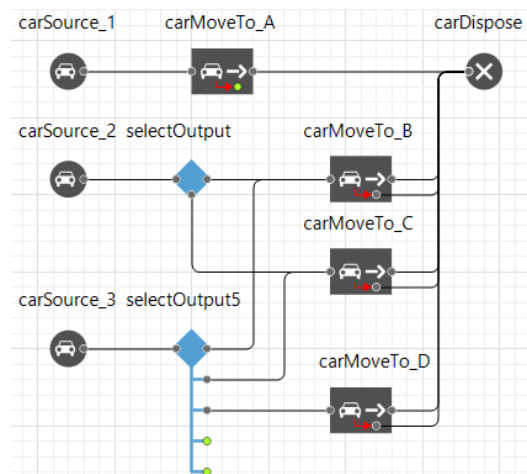 carSource_1 carMoveTo_A carDispose
carSource_2 selectOutput carMoveTo_B
carMoveTo_C
carSource_3 selectOutput5
carMoveTo_D